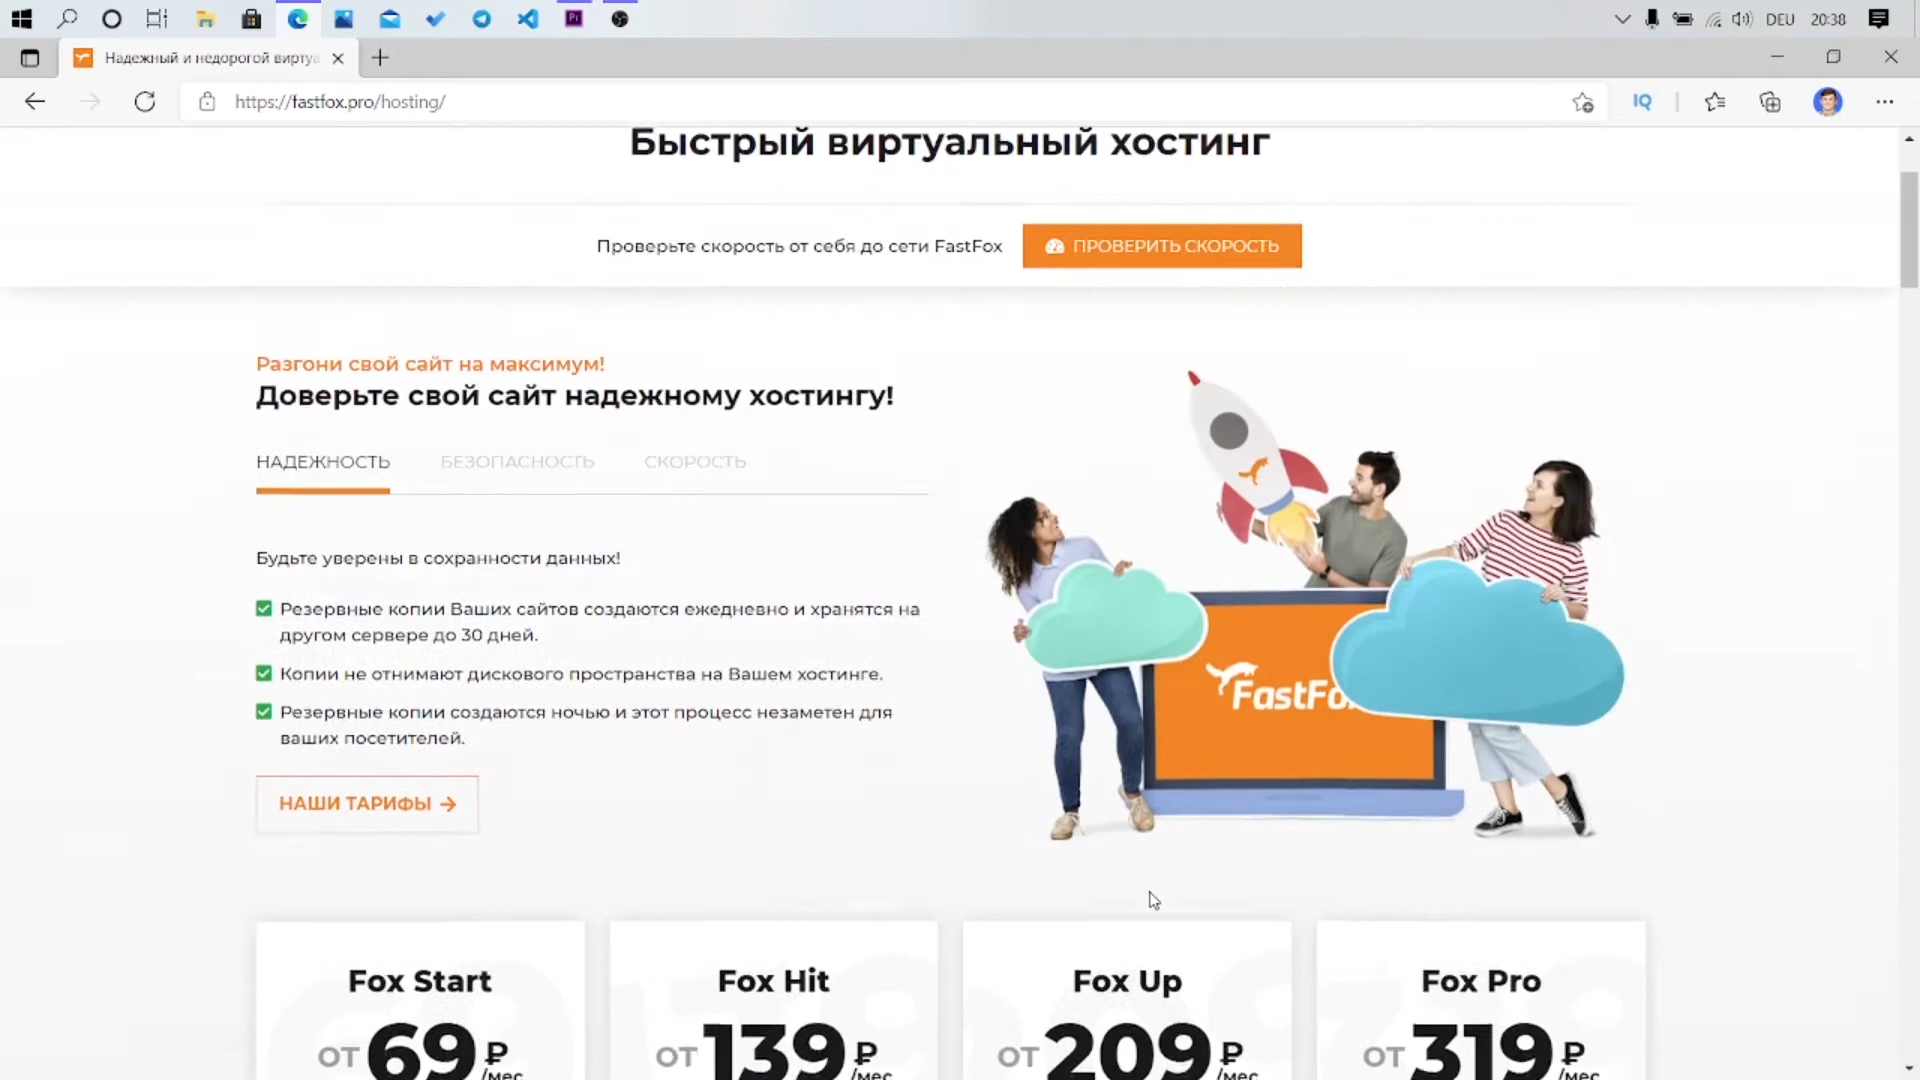 DEU 20:38
Надежный и недорогой виртуа
https://fastfox.pro/hosting/
IQ
Быстрый виртуальный хостинг
Проверьте скорость от себя до сети FastFox
ПРОВЕРИТЬ СКОРОСТЬ
Разгони свой сайт на максимум!
Доверьте свой сайт надежному хостингу!
НАДЕЖНОСТЬ БЕЗОПАСНОСТЬ СКОРОСТЬ
Будьте уверены в сохранности данных!
Резервные копии Ваших сайтов создаются ежедневно и хранятся на
другом сервере до 30 дней.
Копии не отнимают дискового пространства на Вашем хостинге.
Резервные копии создаются ночью и этот процесс незаметен для
ваших посетителей.
НАШИ ТАРИФЫ →
FastFo
Fox Start Fox Hit Fox Up Fox Pro
от 69 ₽/мес от 139 ₽/мес от 209 ₽/мес от 319 ₽/мес